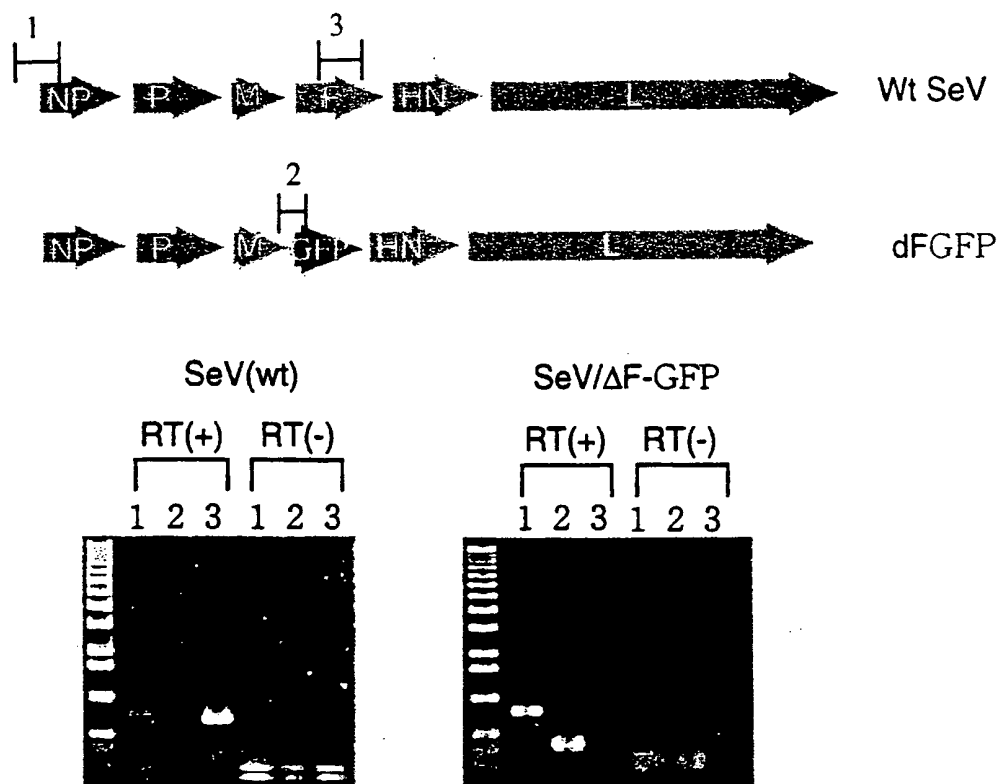 1 3
NP P M F HN L Wt SeV
2
NP P M GFP HN L dFGFP
SeV(wt) SeV/ΔF-GFP
RT(+) RT(-) RT(+) RT(-)
1 2 3 1 2 3 1 2 3 1 2 3